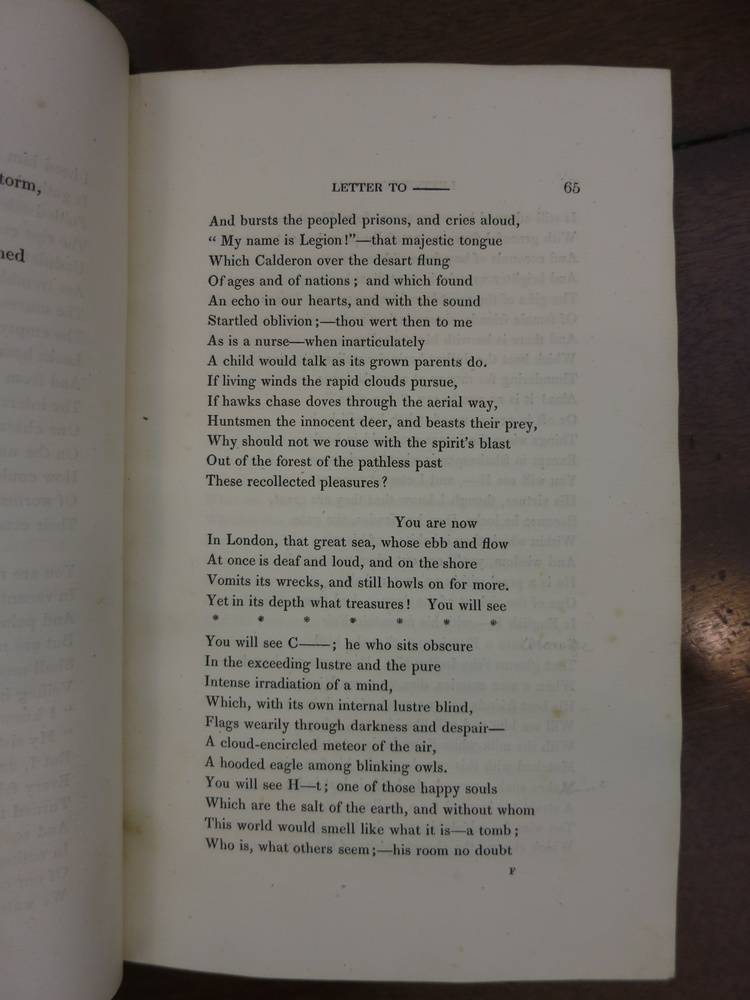 torm,
ned
LETTER TO ——— 65
And bursts the peopled prisons, and cries aloud,
“ My name is Legion!”—that majestic tongue
Which Calderon over the desart flung
Of ages and of nations ; and which found
An echo in our hearts, and with the sound
Startled oblivion ;—thou wert then to me
As is a nurse—when inarticulately
A child would talk as its grown parents do.
If living winds the rapid clouds pursue,
If hawks chase doves through the aerial way,
Huntsmen the innocent deer, and beasts their prey,
Why should not we rouse with the spirit's blast
Out of the forest of the pathless past
These recollected pleasures ?
You are now
In London, that great sea, whose ebb and flow
At once is deaf and loud, and on the shore
Vomits its wrecks, and still howls on for more.
Yet in its depth what treasures ! You will see
* * * * * * *
You will see C——; he who sits obscure
In the exceeding lustre and the pure
Intense irradiation of a mind,
Which, with its own internal lustre blind,
Flags wearily through darkness and despair—
A cloud-encircled meteor of the air,
A hooded eagle among blinking owls.
You will see H—t ; one of those happy souls
Which are the salt of the earth, and without whom
This world would smell like what it is—a tomb ;
Who is, what others seem ;—his room no doubt
F